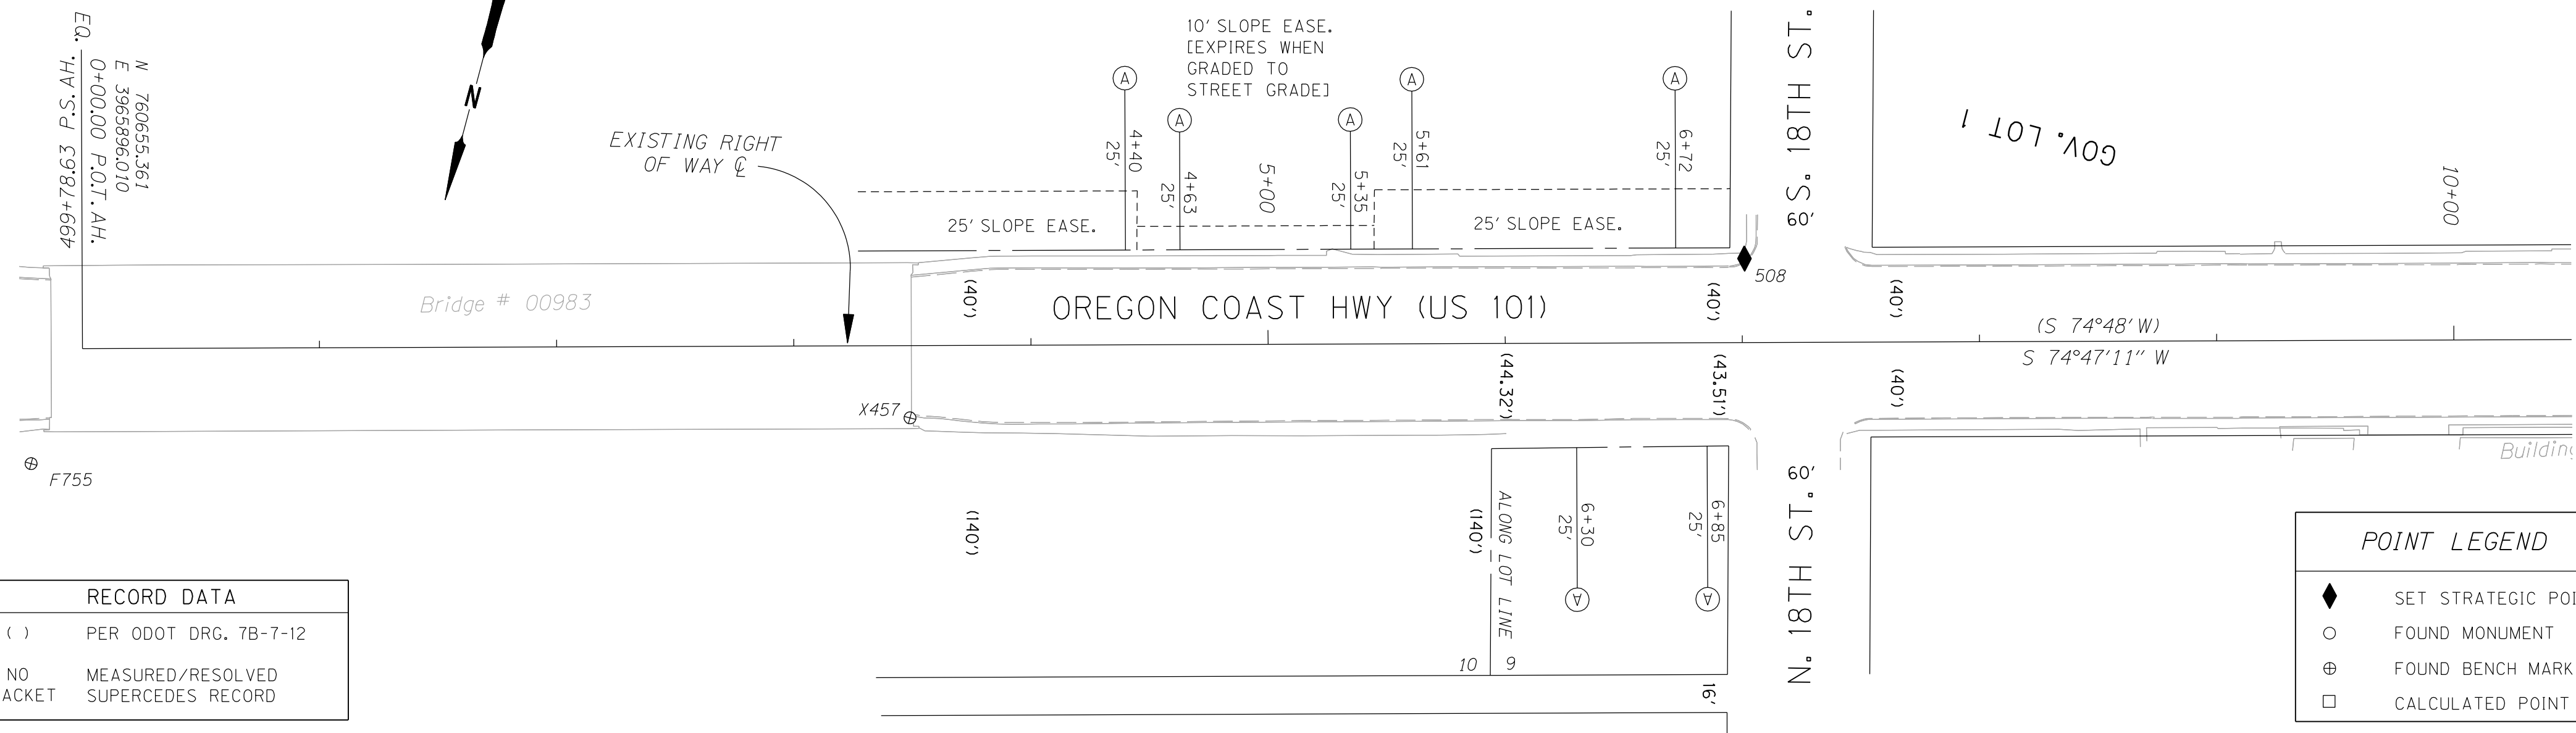 N 760655.361
E 3965896.010
0+00.00 P.O.T. AH.
EQ.
464+78.63 P.S. AH.
N
EXISTING RIGHT
OF WAY ℄
10' SLOPE EASE.
[EXPIRES WHEN
GRADED TO
STREET GRADE]
A
A
A
A
A
4+40
25'
4+63
25'
5+00
5+35
25'
5+61
25'
6+72
25'
25' SLOPE EASE.
25' SLOPE EASE.
S. 18TH ST.
60'
GOV. LOT 1
10+00
508
Bridge # 00983
(40')
OREGON COAST HWY (US 101)
(40')
(40')
(S 74°48' W)
S 74°47'11" W
X457
(44.32')
(43.51')
(40')
F755
Building
(140')
(140')
ALONG LOT LINE
6+30
25'
6+85
25'
A
A
60'
N. 18TH ST.
10
9
16'
RECORD DATA
( ) PER ODOT DRG. 7B-7-12
NO MEASURED/RESOLVED
ACKET SUPERCEDES RECORD
POINT LEGEND
SET STRATEGIC POI
FOUND MONUMENT
FOUND BENCH MARK
CALCULATED POINT